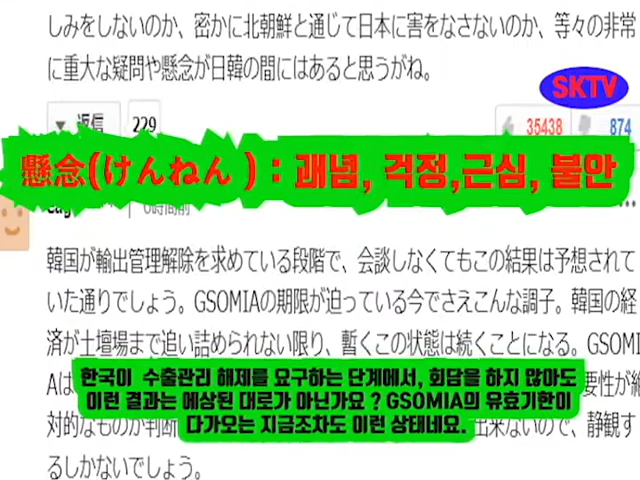 しみをしないのか、密かに北朝鮮と通じて日本に害をなさないのか、等々の非常
に重大な疑問や懸念が日韓の間にはあると思うがね。
SKTV
返信 229
35438 874
懸念(けんねん) : 괘념, 걱정,근심, 불안
韓国が輸出管理解除を求めている段階で、会談しなくてもこの結果は予想されて
いた通りでしょう。GSOMIAの期限が迫っている今でさえこんな調子。韓国の経
済が土壇場まで追い詰められない限り、暫くこの状態は続くことになる。GSOMI
Aは
한국이 수출관리 해제를 요구하는 단계에서, 회담을 하지 않아도
이런 결과는 예상된 대로가 아닌가요 ? GSOMIA의 유효기한이
다가오는 지금조차도 이런 상태네요.
要性が
対的なものか判断
出来ないので、静観す
るしかないでしょう。